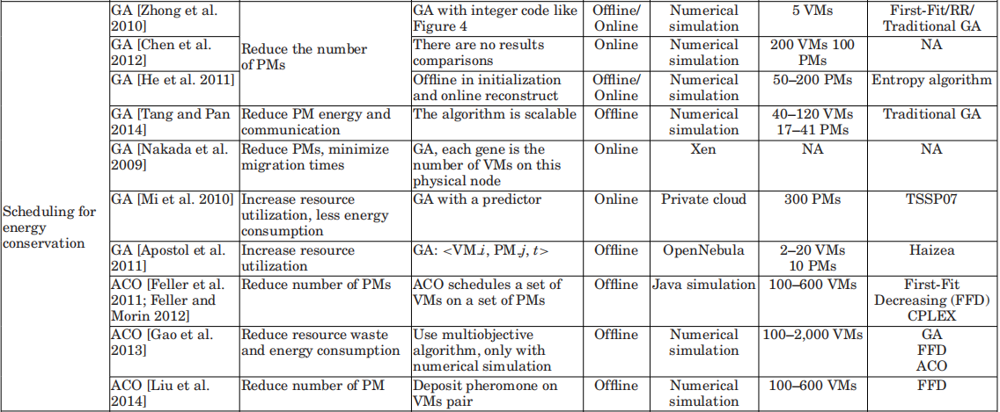 GA [Zhong et al. 2010]
GA with integer code like Figure 4
Offline/ Online
Numerical simulation
5 VMs
First-Fit/RR/ Traditional GA
GA [Chen et al. 2012]
Reduce the number of PMs
There are no results comparisons
Online
Numerical simulation
200 VMs 100 PMs
NA
GA [He et al. 2011]
Offline in initialization and online reconstruct
Offline/ Online
Numerical simulation
50–200 PMs
Entropy algorithm
GA [Tang and Pan 2014]
Reduce PM energy and communication
The algorithm is scalable
Offline
Numerical simulation
40–120 VMs 17–41 PMs
Traditional GA
GA [Nakada et al. 2009]
Reduce PMs, minimize migration times
GA, each gene is the number of VMs on this physical node
Online
Xen
NA
NA
Scheduling for energy conservation
GA [Mi et al. 2010]
Increase resource utilization, less energy consumption
GA with a predictor
Online
Private cloud
300 PMs
TSSP07
GA [Apostol et al. 2011]
Increase resource utilization
GA: <VM_i, PM_j, t>
Offline
OpenNebula
2–20 VMs 10 PMs
Haizea
ACO [Feller et al. 2011; Feller and Morin 2012]
Reduce number of PMs
ACO schedules a set of VMs on a set of PMs
Offline
Java simulation
100–600 VMs
First-Fit Decreasing (FFD) CPLEX
ACO [Gao et al. 2013]
Reduce resource waste and energy consumption
Use multiobjective algorithm, only with numerical simulation
Offline
Numerical simulation
100–2,000 VMs
GA FFD ACO
ACO [Liu et al. 2014]
Reduce number of PM
Deposit pheromone on VMs pair
Offline
Numerical simulation
100–600 VMs
FFD